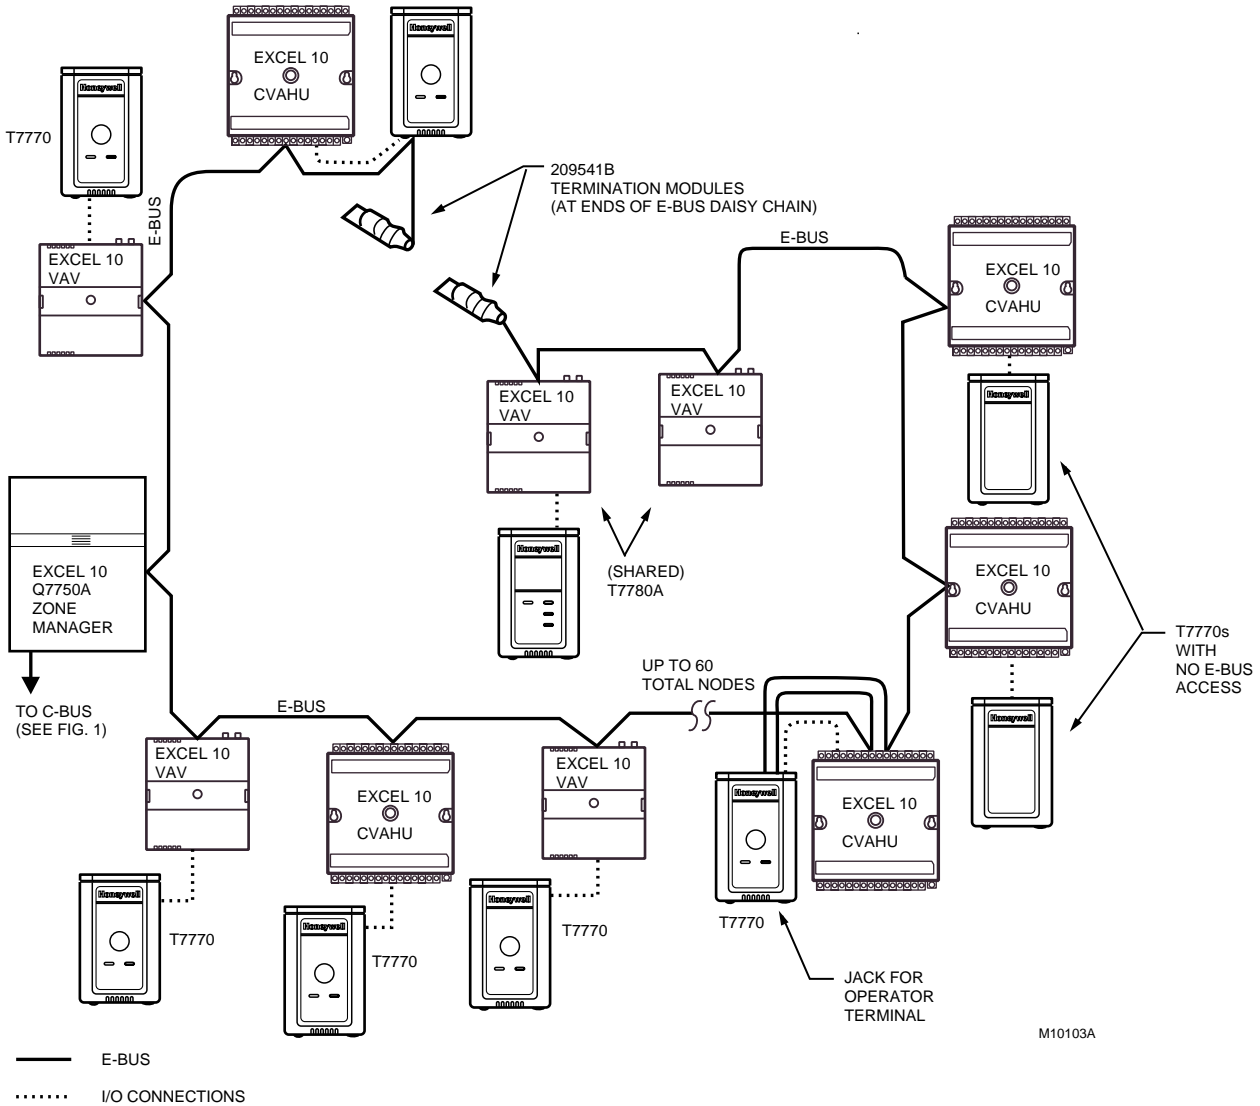 Honeywell
EXCEL 10
CVAHU
Honeywell
T7770
E-BUS
EXCEL 10
VAV
209541B
TERMINATION MODULES
(AT ENDS OF E-BUS DAISY CHAIN)
E-BUS
EXCEL 10
CVAHU
Honeywell
EXCEL 10
VAV
EXCEL 10
VAV
Honeywell
(SHARED)
T7780A
EXCEL 10
CVAHU
Honeywell
T7770s
WITH
NO E-BUS
ACCESS
EXCEL 10
Q7750A
ZONE
MANAGER
TO C-BUS
(SEE FIG. 1)
E-BUS
UP TO 60
TOTAL NODES
EXCEL 10
VAV
EXCEL 10
CVAHU
EXCEL 10
VAV
Honeywell
T7770
EXCEL 10
CVAHU
Honeywell
T7770
Honeywell
T7770
Honeywell
T7770
JACK FOR
OPERATOR
TERMINAL
M10103A
E-BUS
I/O CONNECTIONS